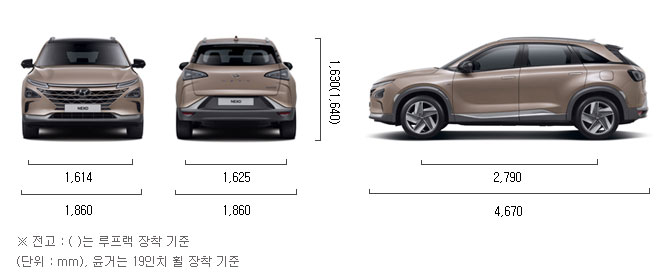 NEXO
NEXO
1,630(1,640)
1,614
1,625
2,790
1,860
1,860
4,670
※ 전고 : ( )는 루프랙 장착 기준
(단위 : mm), 윤거는 19인치 휠 장착 기준